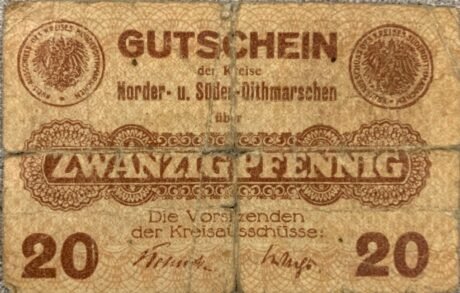 GUTSCHEIN
der Kreise
Norder- u. Süder-Dithmarschen
über
ZWANZIG PFENNIG
Die Vorsitzenden
der Kreisausschüsse:
20
20